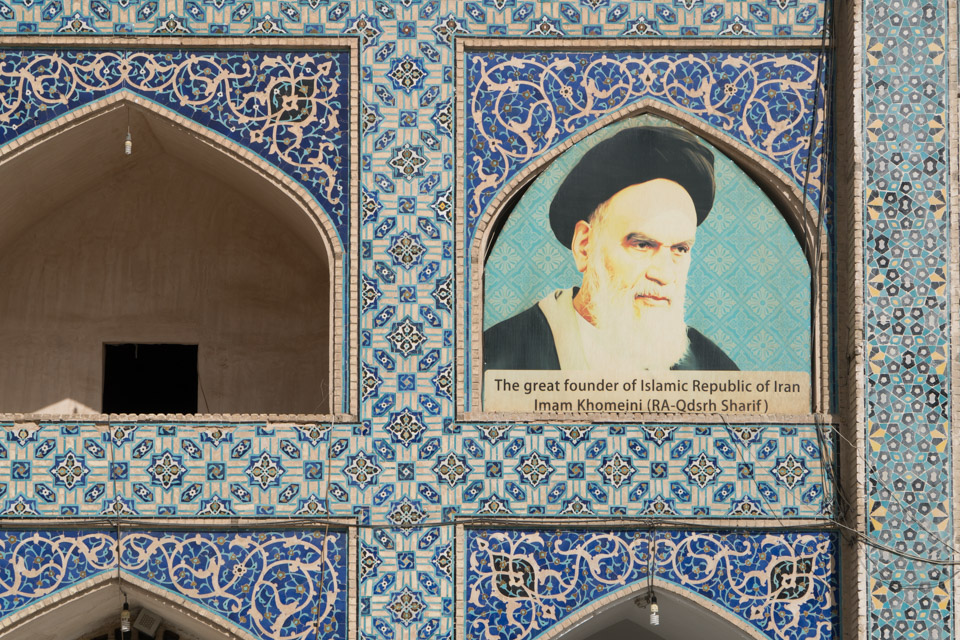 The great founder of Islamic Republic of Iran
Imam Khomeini (RA-Qdsrh Sharif)